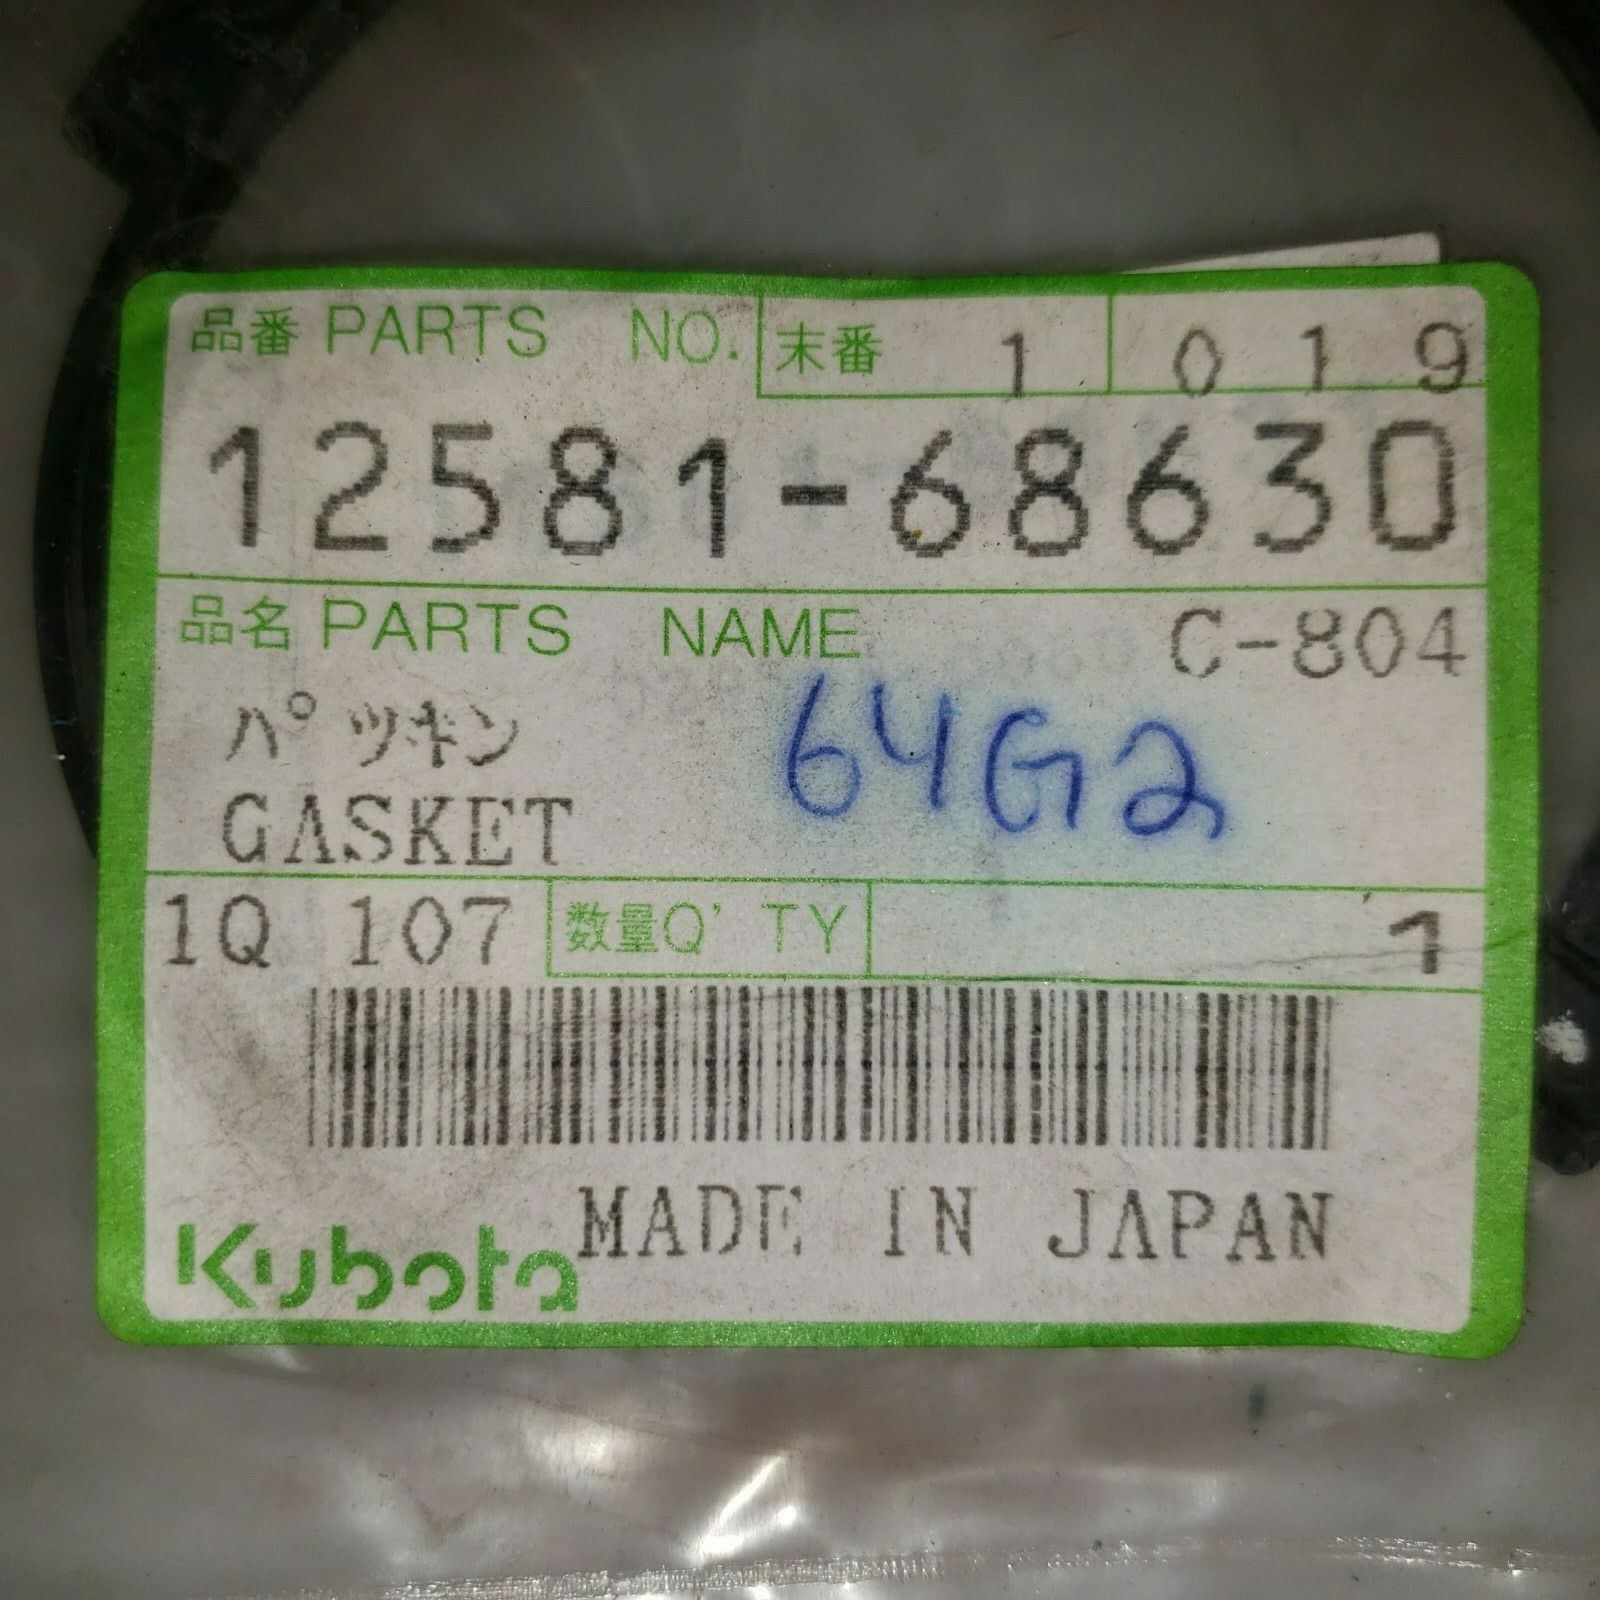 品番 PARTS NO. 末番 1 019
12581-68630
品名 PARTS NAME C-804
パツキン
64G2
GASKET
1Q 107 数量Q'TY 1
MADE IN JAPAN
Kubota